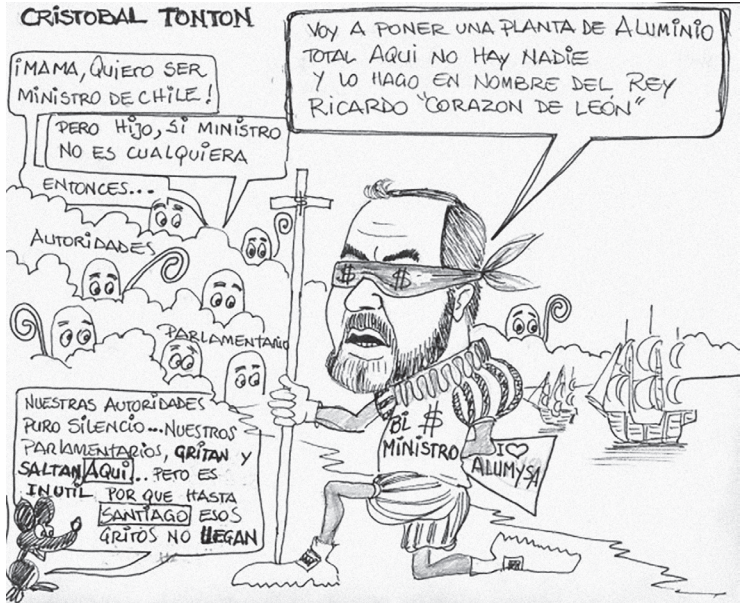 CRISTOBAL TONTON
¡MAMA, QUIERO SER
MINISTRO DE CHILE!
PERO HIJO, SI MINISTRO
NO ES CUALQUIERA
ENTONCES...
VOY A PONER UNA PLANTA DE ALUMINIO
TOTAL AQUI NO HAY NADIE
Y LO HAGO EN NOMBRE DEL REY
RICARDO "CORAZON DE LEÓN"
AUTORIDADES
PARLAMENTARIO
$ $
BI $
MINISTRO
I ♡
ALUMYSA
NUESTRAS AUTORIDADES
PURO SILENCIO...NUESTROS
PARLAMENTARIOS, GRITAN Y
SALTAN AQUI... PERO ES
INUTIL POR QUE HASTA
SANTIAGO ESOS
GRITOS NO LLEGAN